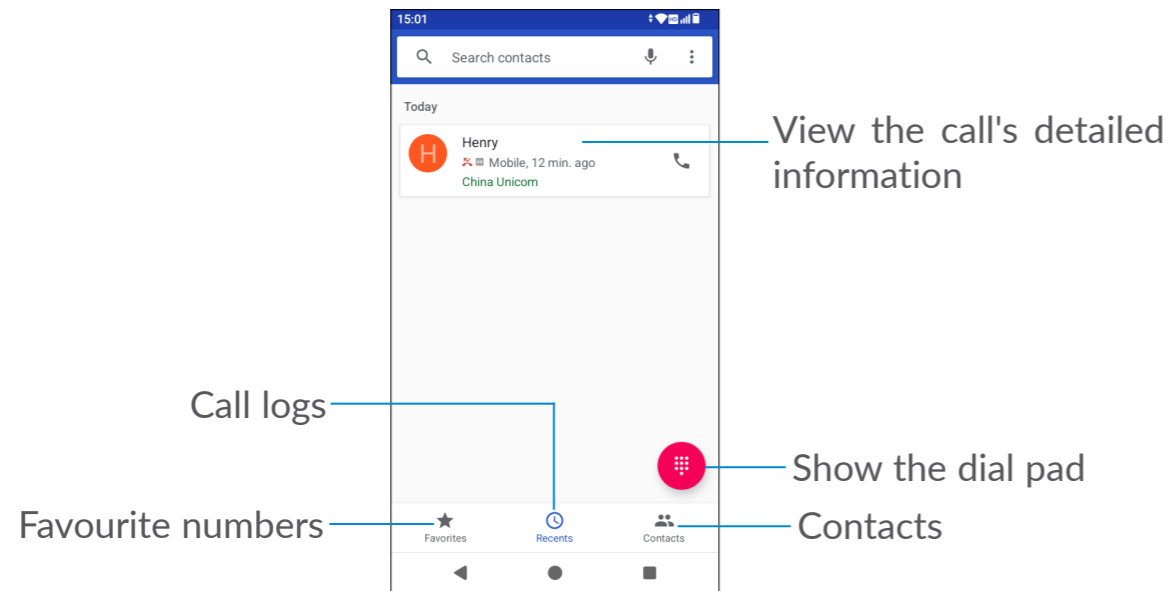 15:01
Search contacts
Today
Henry
Mobile, 12 min. ago
China Unicom
View the call's detailed
information
Call logs
Show the dial pad
Favourite numbers
Contacts
Favorites
Recents
Contacts
H